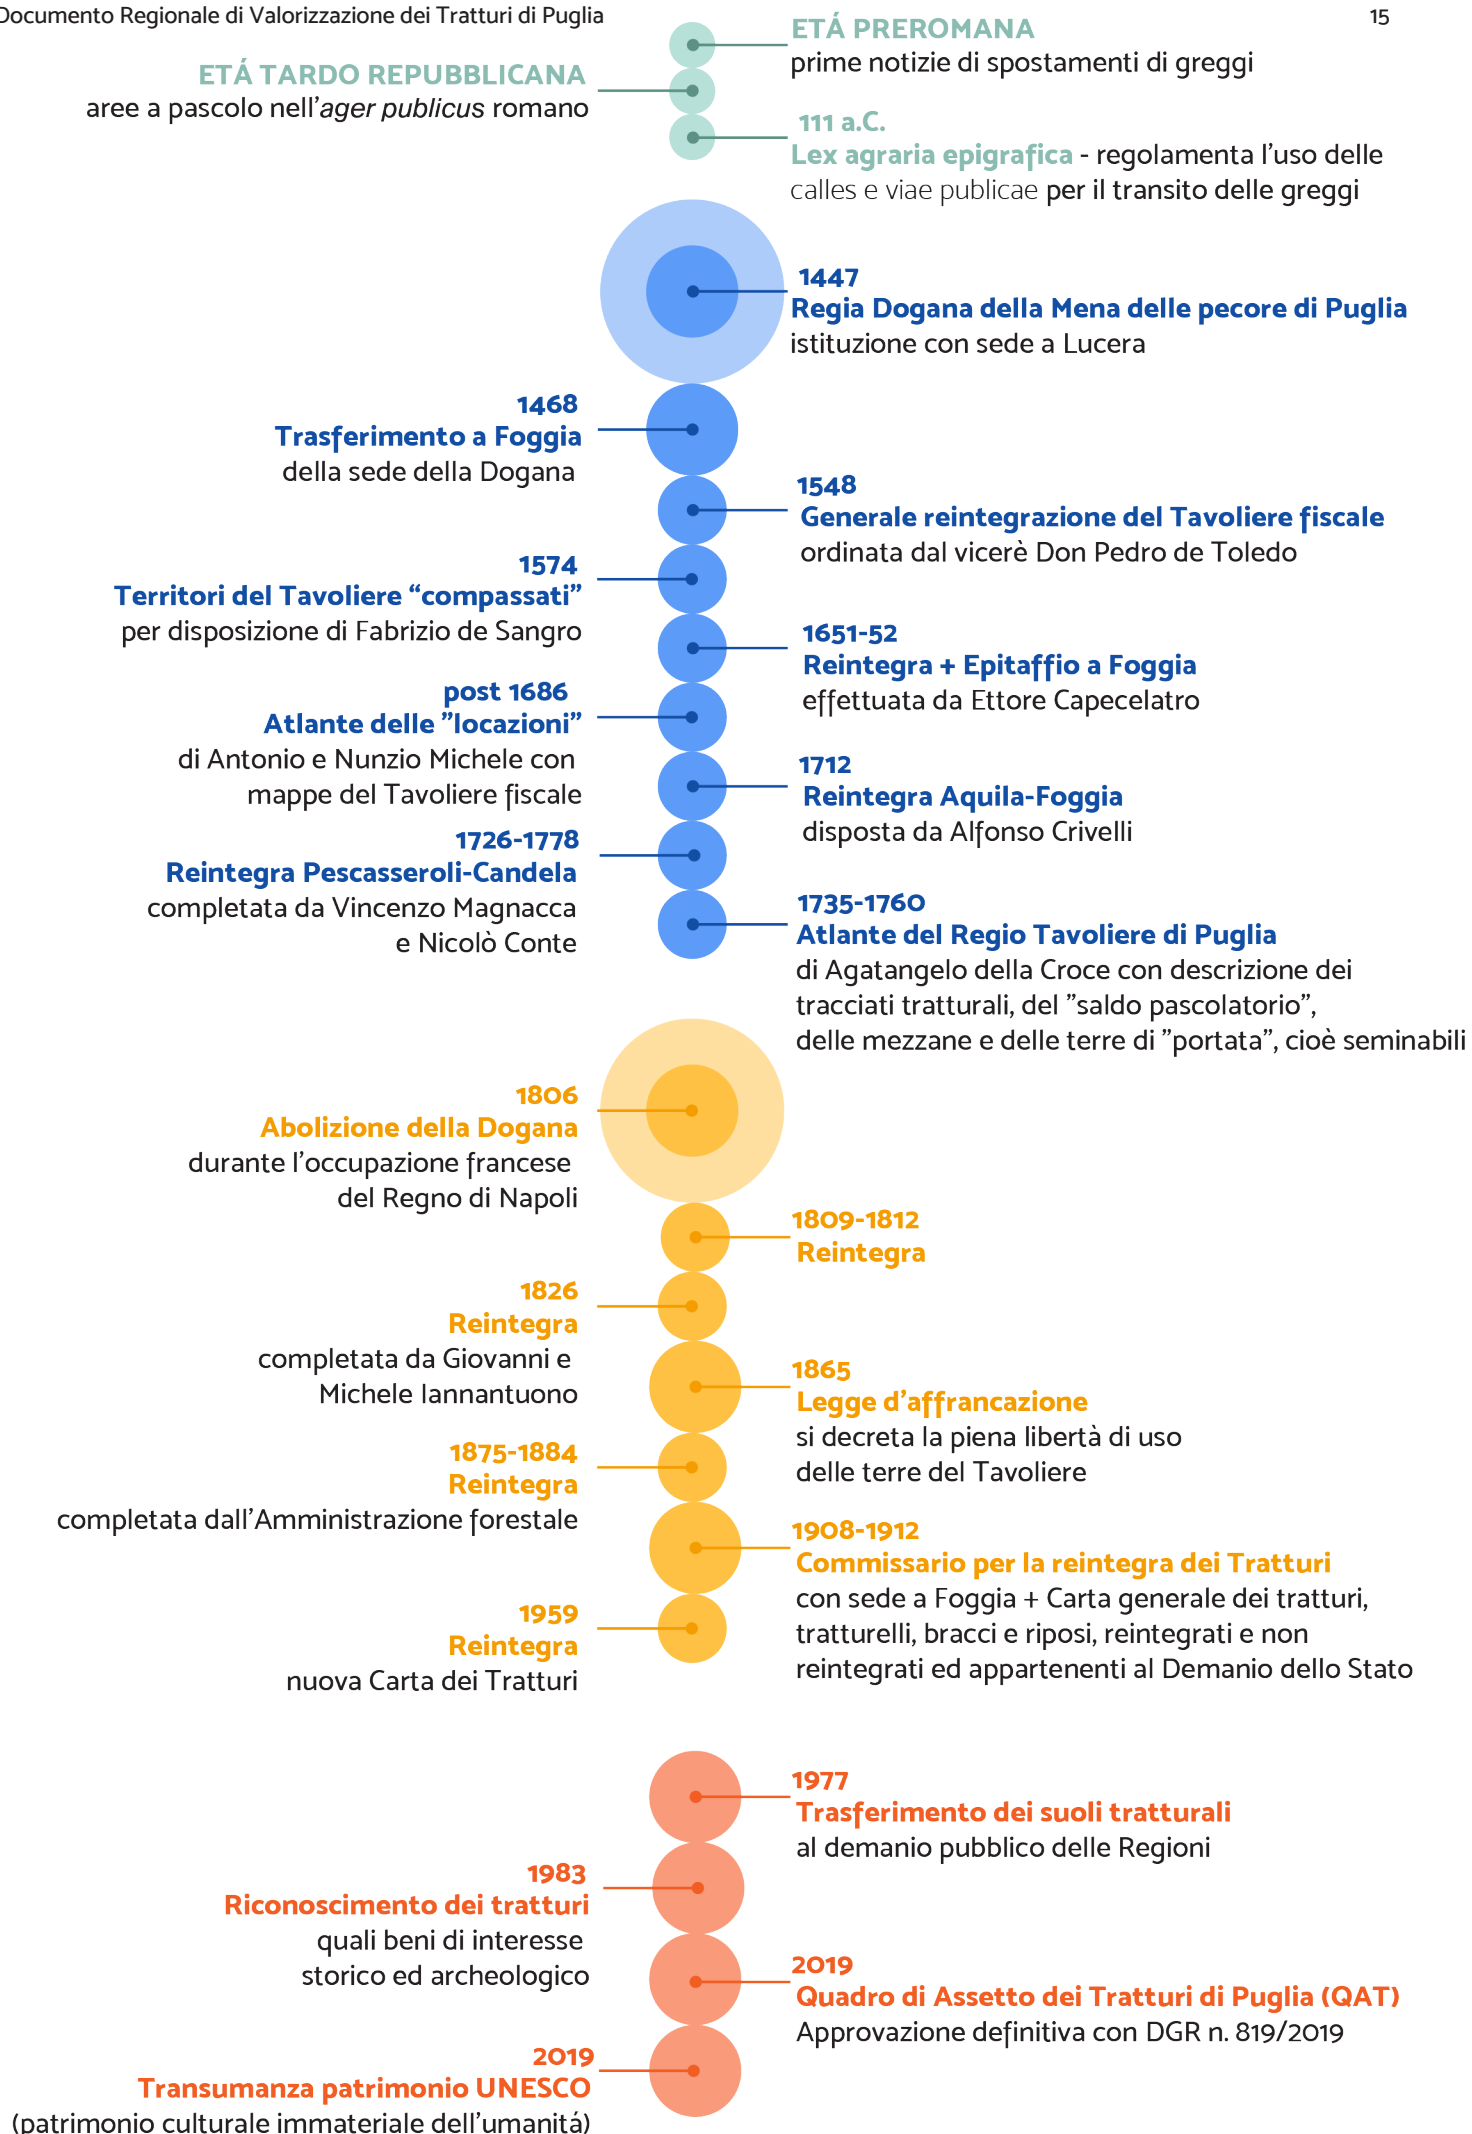 Documento Regionale di Valorizzazione dei Tratturi di Puglia
15
ETÁ PREROMANA
prime notizie di spostamenti di greggi
ETÁ TARDO REPUBBLICANA
aree a pascolo nell'ager publicus romano
111 a.C.
Lex agraria epigrafica - regolamenta l'uso delle
calles e viae publicae per il transito delle greggi
1447
Regia Dogana della Mena delle pecore di Puglia
istituzione con sede a Lucera
1468
Trasferimento a Foggia
della sede della Dogana
1548
Generale reintegrazione del Tavoliere fiscale
ordinata dal vicerè Don Pedro de Toledo
1574
Territori del Tavoliere “compassati”
per disposizione di Fabrizio de Sangro
1651-52
Reintegra + Epitaffio a Foggia
effettuata da Ettore Capecelatro
post 1686
Atlante delle ”locazioni”
di Antonio e Nunzio Michele con
mappe del Tavoliere fiscale
1712
Reintegra Aquila-Foggia
disposta da Alfonso Crivelli
1726-1778
Reintegra Pescasseroli-Candela
completata da Vincenzo Magnacca
e Nicolò Conte
1735-1760
Atlante del Regio Tavoliere di Puglia
di Agatangelo della Croce con descrizione dei
tracciati tratturali, del ”saldo pascolatorio”,
delle mezzane e delle terre di ”portata”, cioè seminabili
1806
Abolizione della Dogana
durante l'occupazione francese
del Regno di Napoli
1809-1812
Reintegra
1826
Reintegra
completata da Giovanni e
Michele Iannantuono
1865
Legge d'affrancazione
si decreta la piena libertà di uso
delle terre del Tavoliere
1875-1884
Reintegra
completata dall'Amministrazione forestale
1908-1912
Commissario per la reintegra dei Tratturi
con sede a Foggia + Carta generale dei tratturi,
tratturelli, bracci e riposi, reintegrati e non
reintegrati ed appartenenti al Demanio dello Stato
1959
Reintegra
nuova Carta dei Tratturi
1977
Trasferimento dei suoli tratturali
al demanio pubblico delle Regioni
1983
Riconoscimento dei tratturi
quali beni di interesse
storico ed archeologico
2019
Quadro di Assetto dei Tratturi di Puglia (QAT)
Approvazione definitiva con DGR n. 819/2019
2019
Transumanza patrimonio UNESCO
(patrimonio culturale immateriale dell'umanitá)